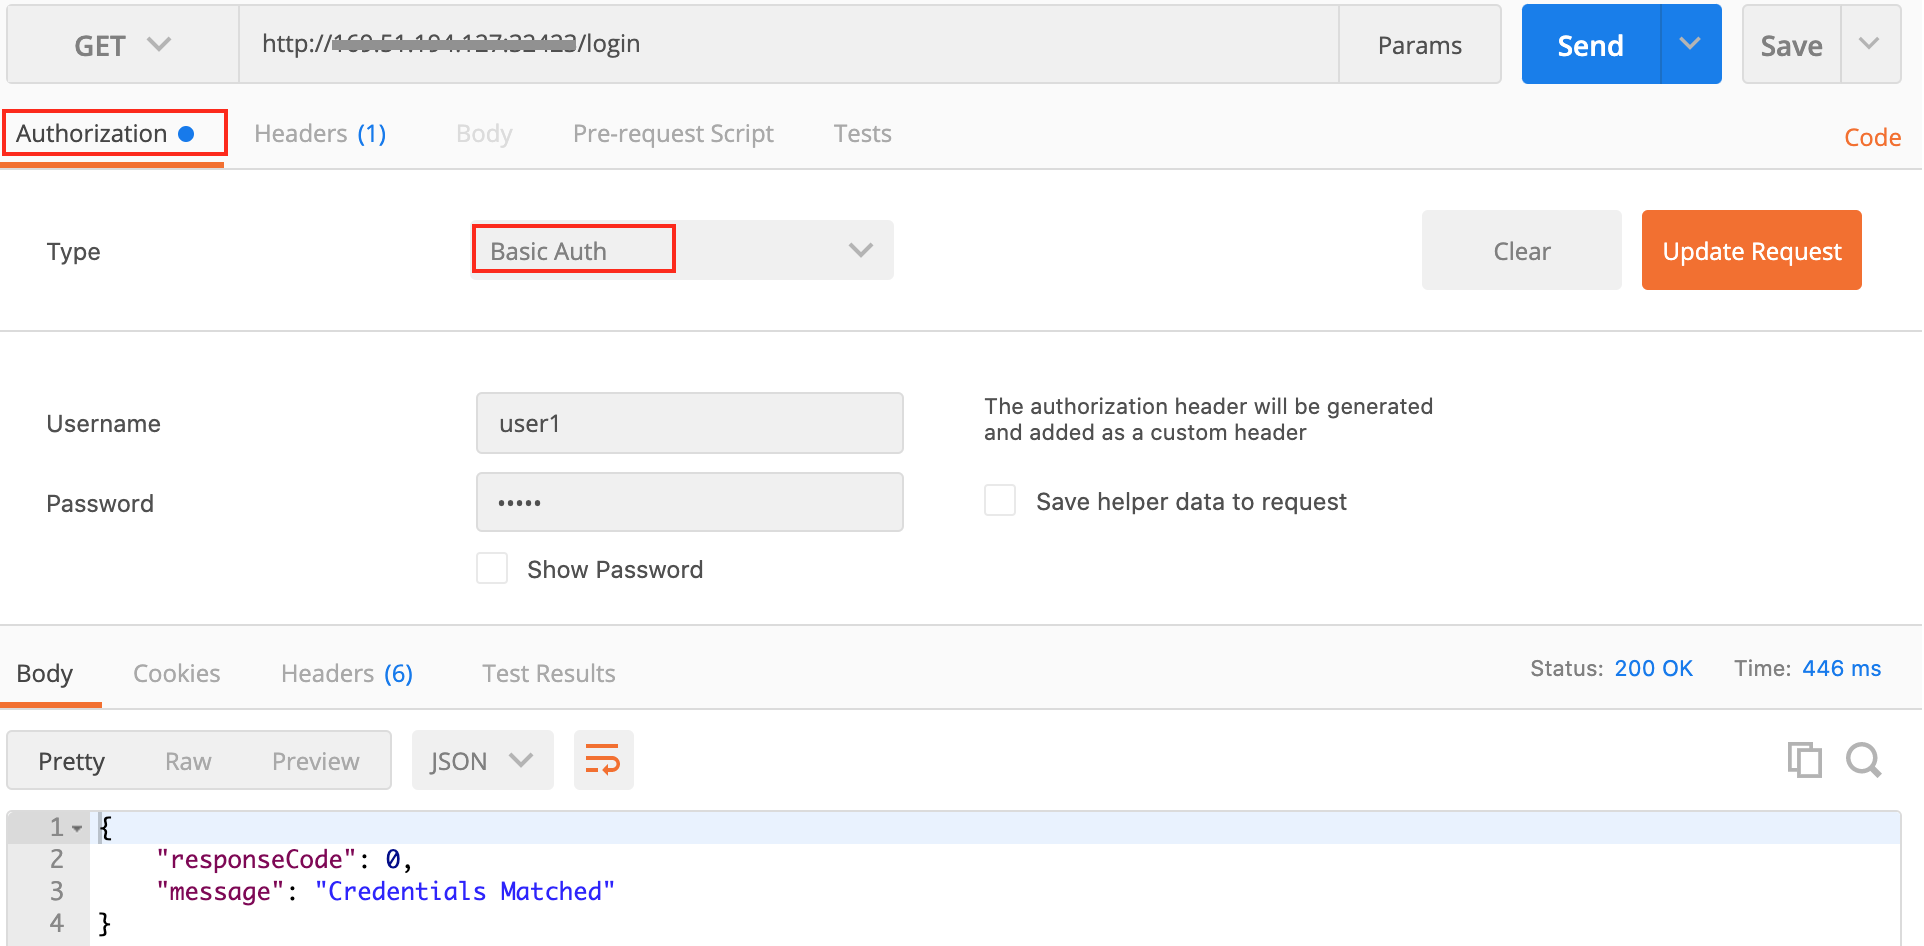 GET http:///login Params Send Save
Authorization Headers (1) Body Pre-request Script Tests Code
Type Basic Auth Clear Update Request
Username user1 The authorization header will be generated
and added as a custom header
Password ••••• Save helper data to request
Show Password
Body Cookies Headers (6) Test Results Status: 200 OK Time: 446 ms
Pretty Raw Preview JSON
1 {
2 "responseCode": 0,
3 "message": "Credentials Matched"
4 }